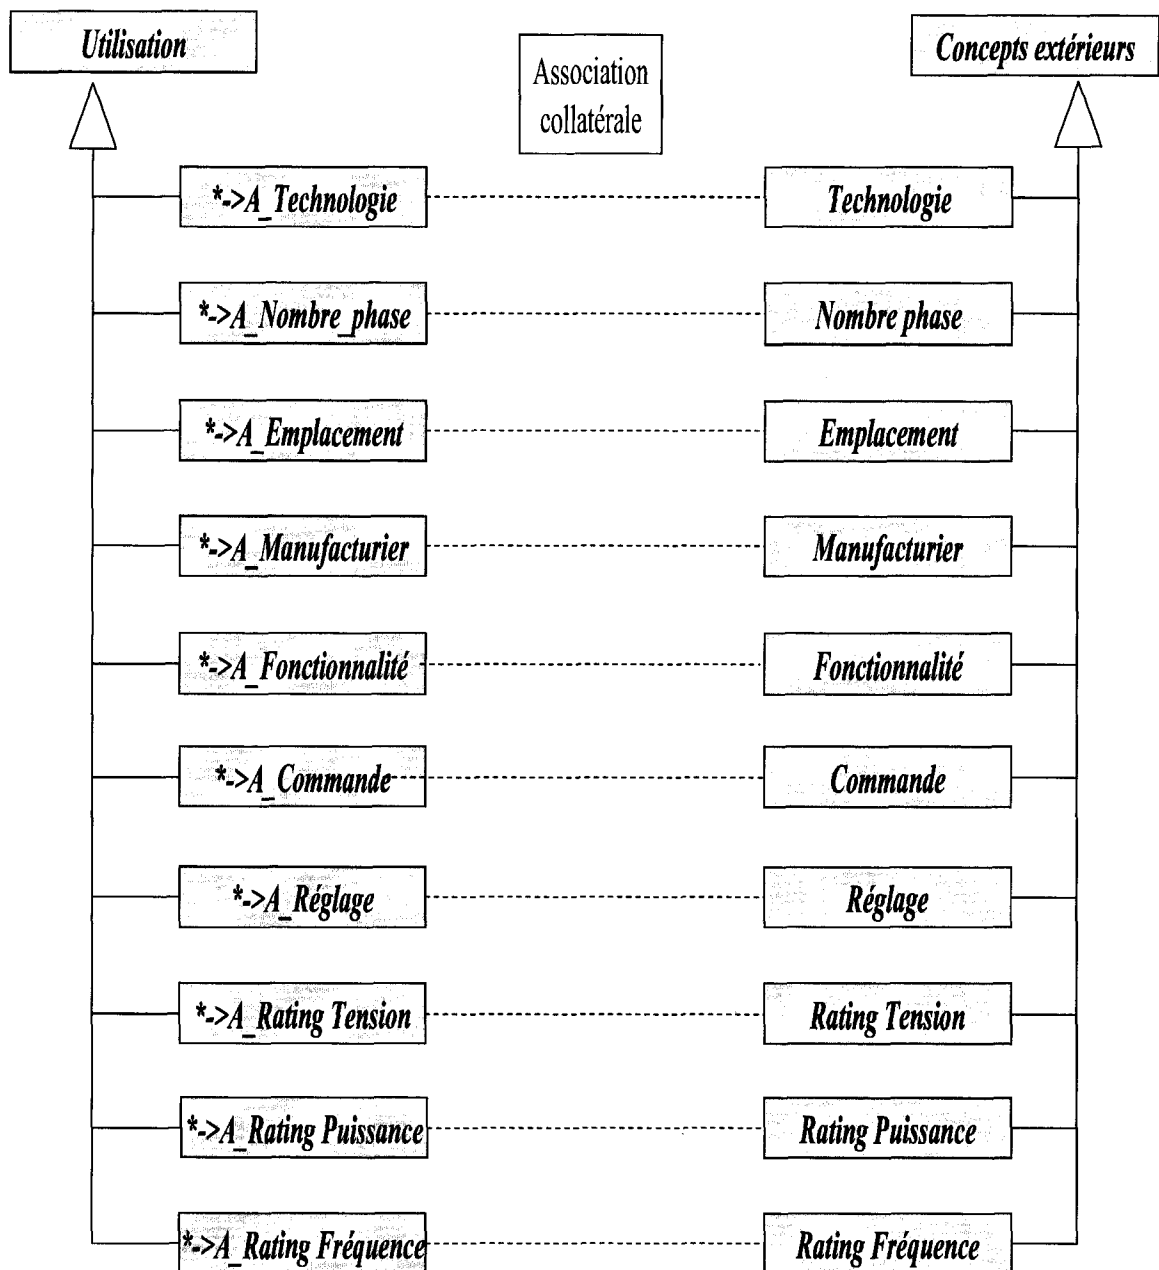 Utilisation
Concepts extérieurs
Association
collatérale
*->A_Technologie
Technologie
*->A_Nombre_phase
Nombre phase
*->A_Emplacement
Emplacement
*->A_Manufacturier
Manufacturier
*->A_Fonctionnalité
Fonctionnalité
*->A_Commande
Commande
*->A_Réglage
Réglage
*->A_Rating Tension
Rating Tension
*->A_Rating Puissance
Rating Puissance
*->A_Rating Fréquence
Rating Fréquence